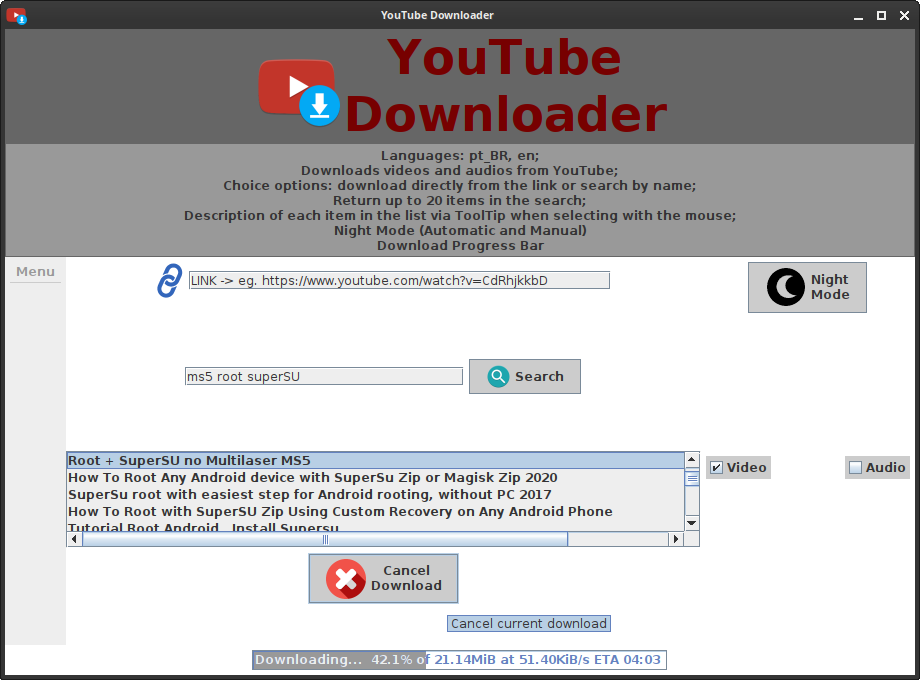 YouTube Downloader
YouTube
Downloader
Languages: pt_BR, en;
Downloads videos and audios from YouTube;
Choice options: download directly from the link or search by name;
Return up to 20 items in the search;
Description of each item in the list via ToolTip when selecting with the mouse;
Night Mode (Automatic and Manual)
Download Progress Bar
Menu
LINK -> eg. https://www.youtube.com/watch?v=CdRhjkkbD
Night
Mode
ms5 root superSU
Search
Root + SuperSU no Multilaser MS5
How To Root Any Android device with SuperSu Zip or Magisk Zip 2020
SuperSu root with easiest step for Android rooting, without PC 2017
How To Root with SuperSU Zip Using Custom Recovery on Any Android Phone
Tutorial Root Android Install Supersu
Video
Audio
Cancel
Download
Cancel current download
Downloading... 42.1% of 21.14MiB at 51.40KiB/s ETA 04:03